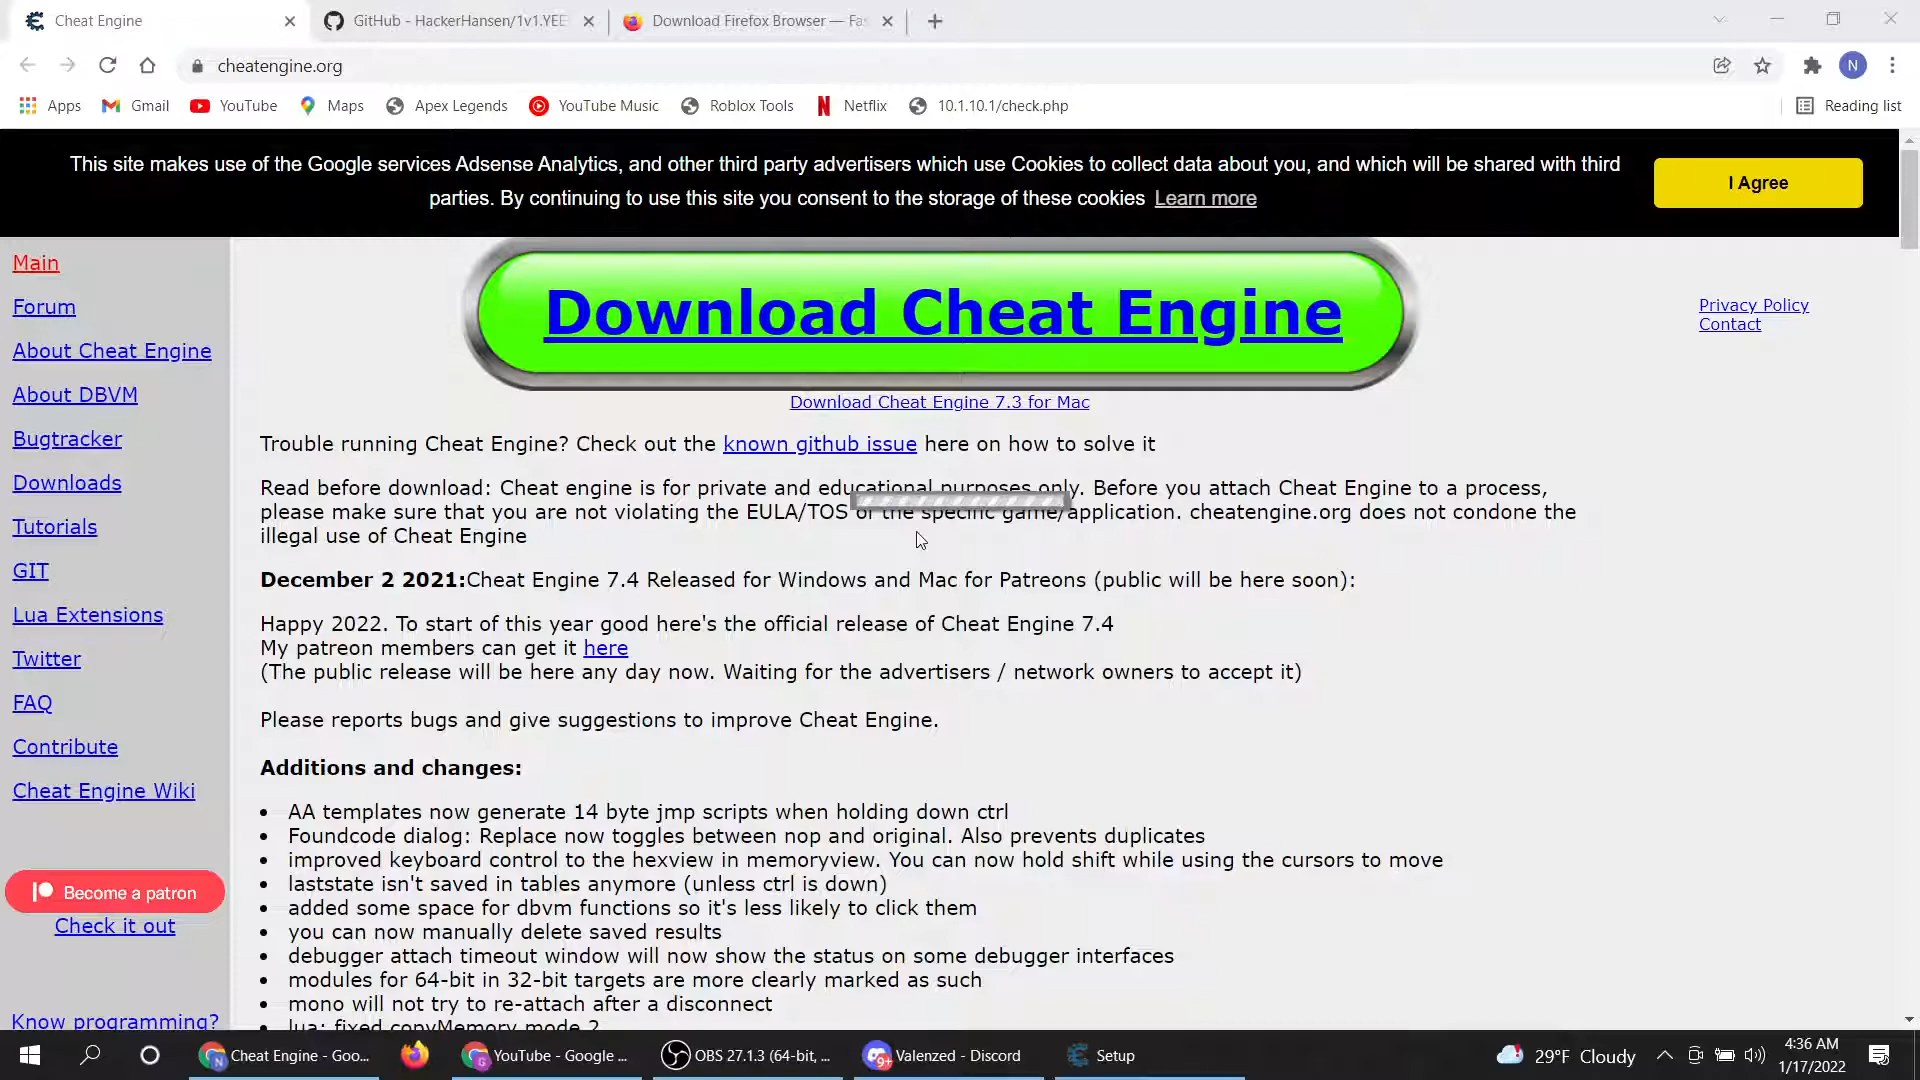 Cheat Engine
GitHub - HackerHansen/1v1.YEE
Download Firefox Browser — Fas
cheatengine.org
N
Apps
Gmail
YouTube
Maps
Apex Legends
YouTube Music
Roblox Tools
Netflix
10.1.10.1/check.php
Reading list
This site makes use of the Google services Adsense Analytics, and other third party advertisers which use Cookies to collect data about you, and which will be shared with third
parties. By continuing to use this site you consent to the storage of these cookies Learn more
I Agree
Main
Forum
About Cheat Engine
About DBVM
Bugtracker
Downloads
Tutorials
GIT
Lua Extensions
Twitter
FAQ
Contribute
Cheat Engine Wiki
Become a patron
Check it out
Know programming?
Download Cheat Engine
Download Cheat Engine 7.3 for Mac
Privacy Policy
Contact
Trouble running Cheat Engine? Check out the known github issue here on how to solve it
Read before download: Cheat engine is for private and educational purposes only. Before you attach Cheat Engine to a process,
please make sure that you are not violating the EULA/TOS of the specific game/application. cheatengine.org does not condone the
illegal use of Cheat Engine
December 2 2021:Cheat Engine 7.4 Released for Windows and Mac for Patreons (public will be here soon):
Happy 2022. To start of this year good here's the official release of Cheat Engine 7.4
My patreon members can get it here
(The public release will be here any day now. Waiting for the advertisers / network owners to accept it)
Please reports bugs and give suggestions to improve Cheat Engine.
Additions and changes:
• AA templates now generate 14 byte jmp scripts when holding down ctrl
• Foundcode dialog: Replace now toggles between nop and original. Also prevents duplicates
• improved keyboard control to the hexview in memoryview. You can now hold shift while using the cursors to move
• laststate isn't saved in tables anymore (unless ctrl is down)
• added some space for dbvm functions so it's less likely to click them
• you can now manually delete saved results
• debugger attach timeout window will now show the status on some debugger interfaces
• modules for 64-bit in 32-bit targets are more clearly marked as such
• mono will not try to re-attach after a disconnect
• lua: fixed copyMemory mode 2
N
Cheat Engine - Goo...
G
YouTube - Google ...
OBS 27.1.3 (64-bit, ...
9+
Valenzed - Discord
Setup
29°F Cloudy
4:36 AM
1/17/2022